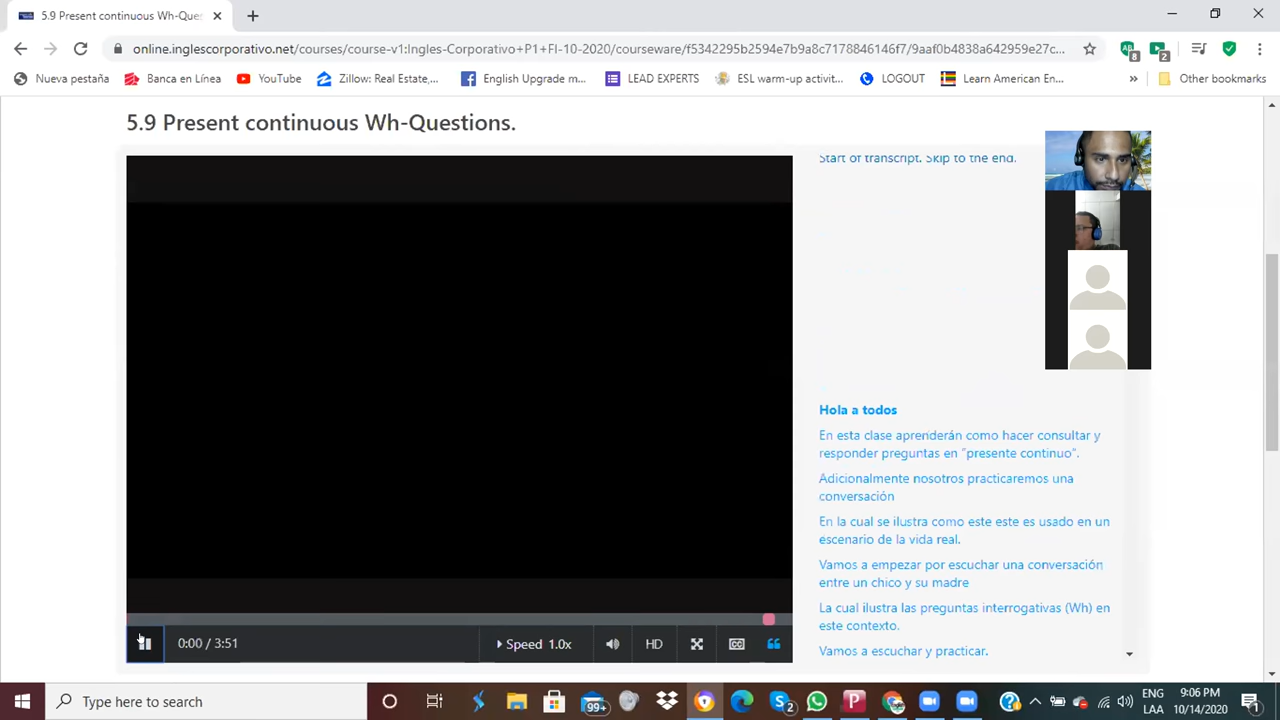 5.9 Present continuous Wh-Ques
online.inglescorporativo.net/courses/course-v1:Ingles-Corporativo+P1+FI-10-2020/courseware/f5342295b2594e7b9a8c7178846146f7/9aaf0b4838a642959e27c...
8
2
Nueva pestaña
Banca en Línea
YouTube
Zillow: Real Estate,...
English Upgrade m...
LEAD EXPERTS
ESL warm-up activit...
LOGOUT
Learn American En...
»
Other bookmarks
5.9 Present continuous Wh-Questions.
Start of transcript. Skip to the end.
Hola a todos
En esta clase aprenderán como hacer consultar y
responder preguntas en "presente continuo".
Adicionalmente nosotros practicaremos una
conversación
En la cual se ilustra como este este es usado en un
escenario de la vida real.
Vamos a empezar por escuchar una conversación
entre un chico y su madre
La cual ilustra las preguntas interrogativas (Wh) en
este contexto.
Vamos a escuchar y practicar.
0:00 / 3:51
Speed 1.0x
HD
Type here to search
99+
2
ENG
LAA
9:06 PM
10/14/2020
1